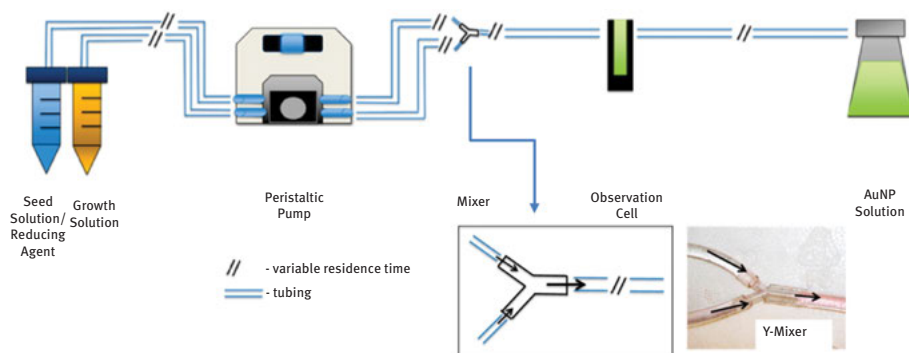 Seed
Solution/
Reducing
Agent
Growth
Solution
Peristaltic
Pump
Mixer
Observation
Cell
AuNP
Solution
- variable residence time
- tubing
Y-Mixer